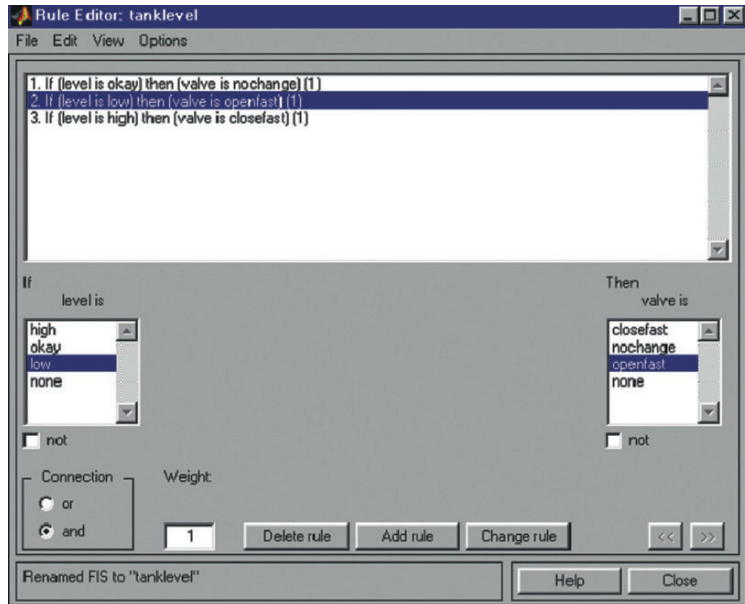 Rule Editor: tanklevel
File Edit View Options
1. If (level is okay) then (valve is nochange) (1)
2. If (level is low) then (valve is openfast) (1)
3. If (level is high) then (valve is closefast) (1)
If
level is
high
okay
low
none
not
Then
valve is
closefast
nochange
openfast
none
not
Connection
or
and
Weight:
1
Delete rule Add rule Change rule << >>
Renamed FIS to "tanklevel"
Help Close